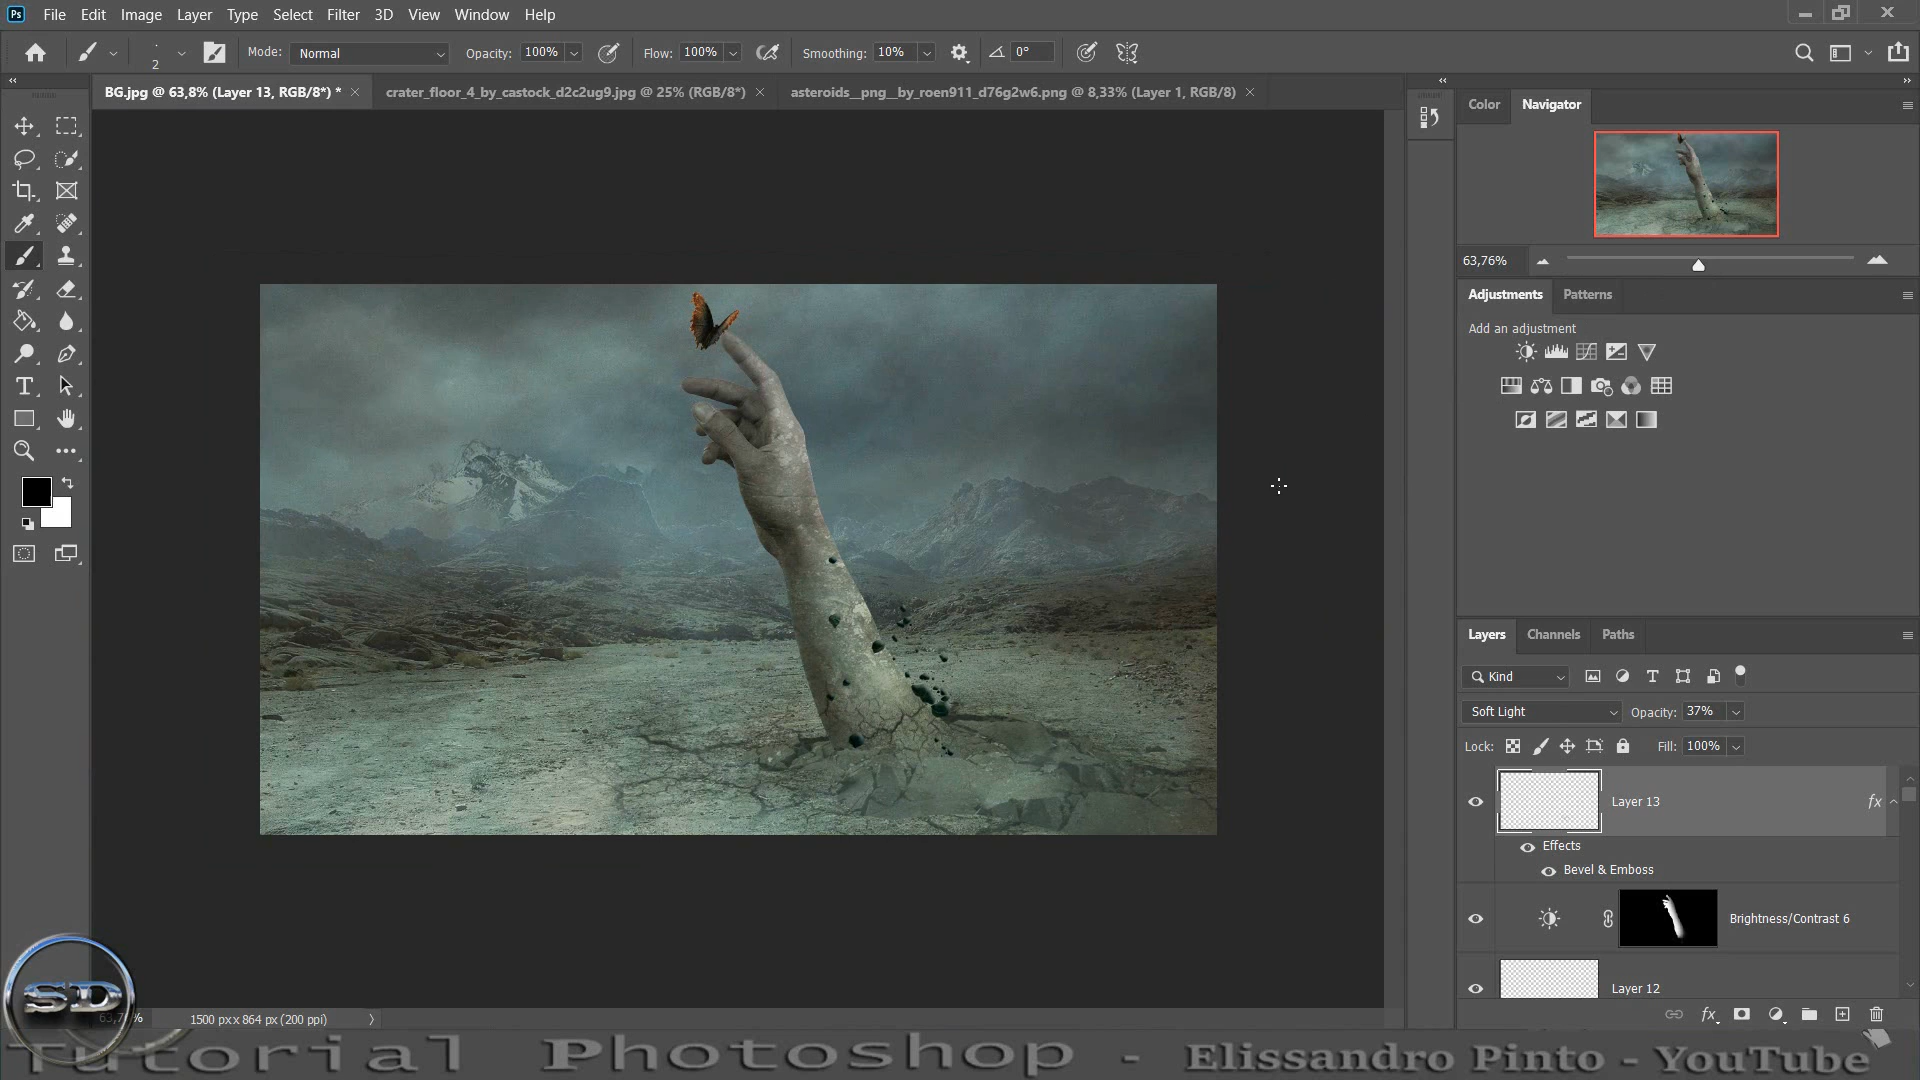 Ps File Edit Image Layer Type Select Filter 3D View Window Help
2 Mode: Normal Opacity: 100% Flow: 100% Smoothing: 10% 0°
BG.jpg @ 63,8% (Layer 13, RGB/8*) * crater_floor_4_by_castock_d2c2ug9.jpg @ 25% (RGB/8*) asteroids__png__by_roen911_d76g2w6.png @ 8,33% (Layer 1, RGB/8)
Color Navigator
63,76%
Adjustments Patterns
Add an adjustment
Layers Channels Paths
Kind
Soft Light Opacity: 37%
Lock: Fill: 100%
Layer 13 fx
Effects
Bevel & Emboss
Brightness/Contrast 6
Layer 12
fx
SD
1500 px x 864 px (200 ppi)
Tutorial Photoshop - Elissandro Pinto - YouTube